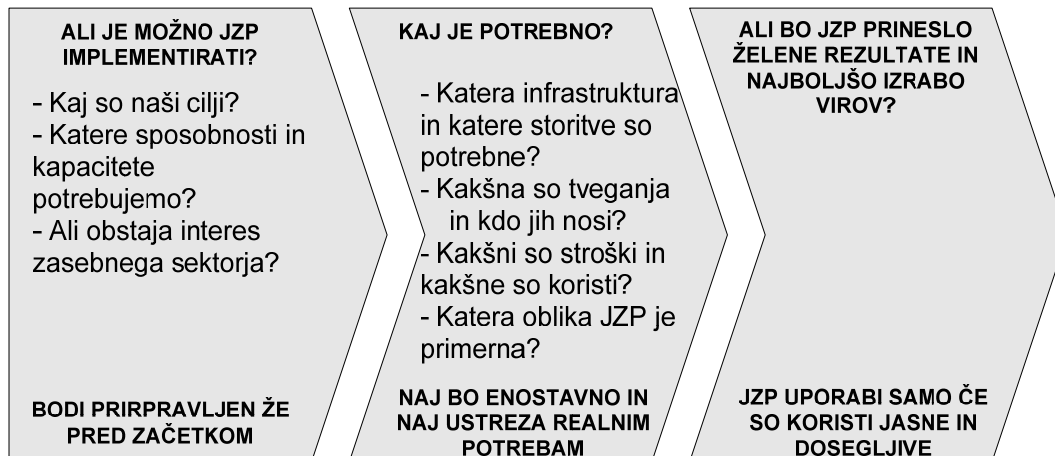 ALI JE MOŽNO JZP
IMPLEMENTIRATI?
- Kaj so naši cilji?
- Katere sposobnosti in
kapacitete
potrebujemo?
- Ali obstaja interes
zasebnega sektorja?
BODI PRIRPRAVLJEN ŽE
PRED ZAČETKOM
KAJ JE POTREBNO?
- Katera infrastruktura
in katere storitve so
potrebne?
- Kakšna so tveganja
in kdo jih nosi?
- Kakšni so stroški in
kakšne so koristi?
- Katera oblika JZP je
primerna?
NAJ BO ENOSTAVNO IN
NAJ USTREZA REALNIM
POTREBAM
ALI BO JZP PRINESLO
ŽELENE REZULTATE IN
NAJBOLJŠO IZRABO
VIROV?
JZP UPORABI SAMO ČE
SO KORISTI JASNE IN
DOSEGLJIVE